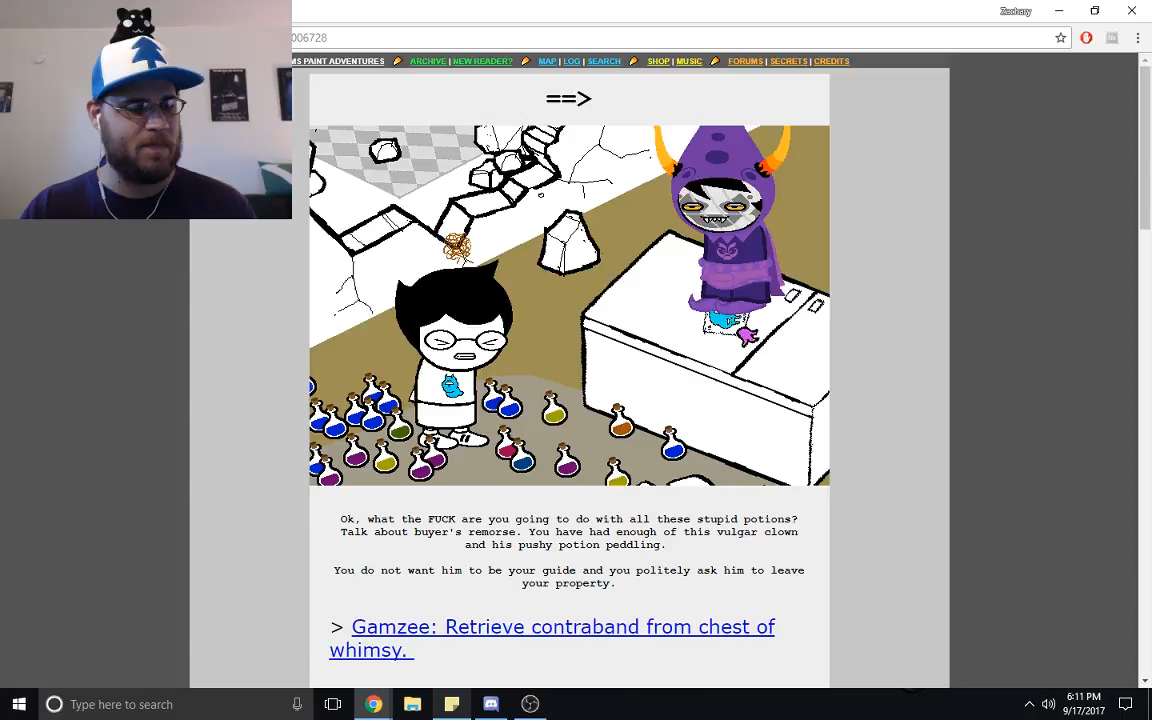 Zachary
006728
MS PAINT ADVENTURES ARCHIVE | NEW READER? MAP | LOG | SEARCH SHOP | MUSIC FORUMS | SECRETS | CREDITS
==>
Ok, what the FUCK are you going to do with all these stupid potions?
Talk about buyer's remorse. You have had enough of this vulgar clown
and his pushy potion peddling.
You do not want him to be your guide and you politely ask him to leave
your property.
> Gamzee: Retrieve contraband from chest of
whimsy.
Type here to search
6:11 PM
9/17/2017